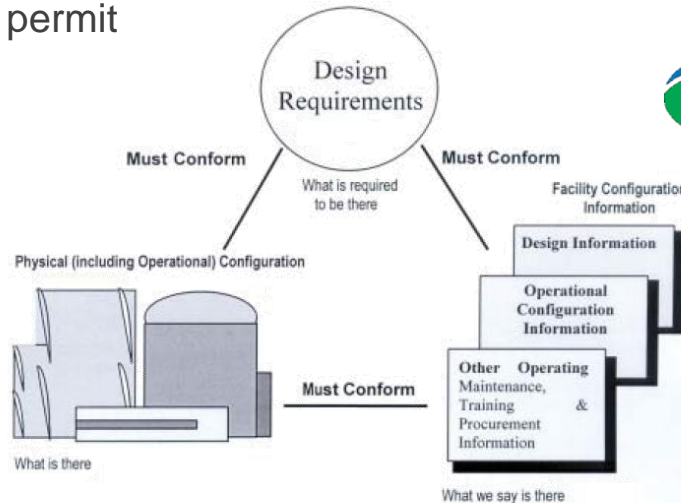 permit
Design
Requirements
Must Conform
Must Conform
What is required
to be there
Facility Configuration
Information
Physical (including Operational) Configuration
Design Information
Operational
Configuration
Information
Other Operating
Maintenance,
Training &
Procurement
Information
Must Conform
What is there
What we say is there